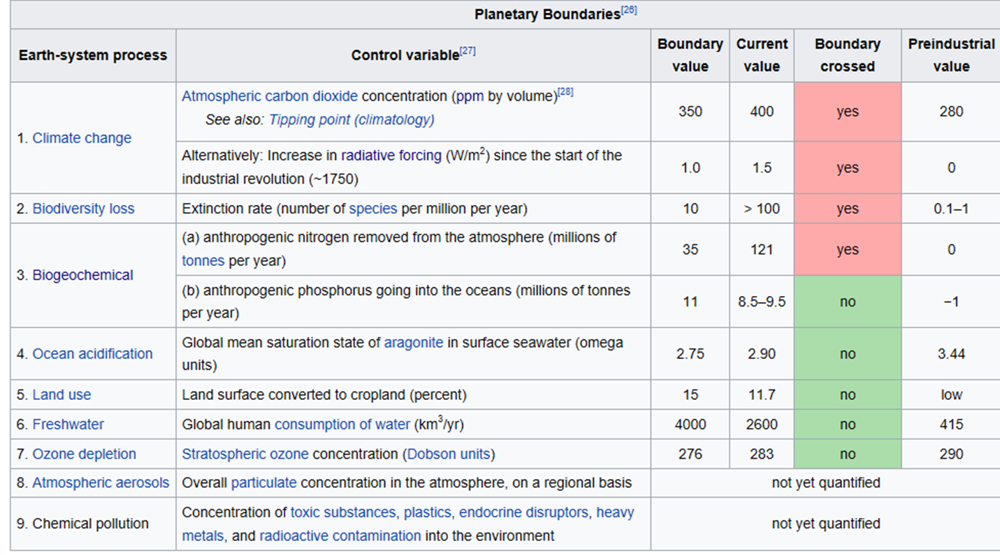 Planetary Boundaries[26]
Earth-system process
Control variable[27]
Boundary
value
Current
value
Boundary
crossed
Preindustrial
value
1. Climate change
Atmospheric carbon dioxide concentration (ppm by volume)[28]
See also: Tipping point (climatology)
350
400
yes
280
Alternatively: Increase in radiative forcing (W/m2) since the start of the
industrial revolution (~1750)
1.0
1.5
yes
0
2. Biodiversity loss
Extinction rate (number of species per million per year)
10
> 100
yes
0.1–1
3. Biogeochemical
(a) anthropogenic nitrogen removed from the atmosphere (millions of
tonnes per year)
35
121
yes
0
(b) anthropogenic phosphorus going into the oceans (millions of tonnes
per year)
11
8.5–9.5
no
−1
4. Ocean acidification
Global mean saturation state of aragonite in surface seawater (omega
units)
2.75
2.90
no
3.44
5. Land use
Land surface converted to cropland (percent)
15
11.7
no
low
6. Freshwater
Global human consumption of water (km3/yr)
4000
2600
no
415
7. Ozone depletion
Stratospheric ozone concentration (Dobson units)
276
283
no
290
8. Atmospheric aerosols
Overall particulate concentration in the atmosphere, on a regional basis
not yet quantified
9. Chemical pollution
Concentration of toxic substances, plastics, endocrine disruptors, heavy
metals, and radioactive contamination into the environment
not yet quantified